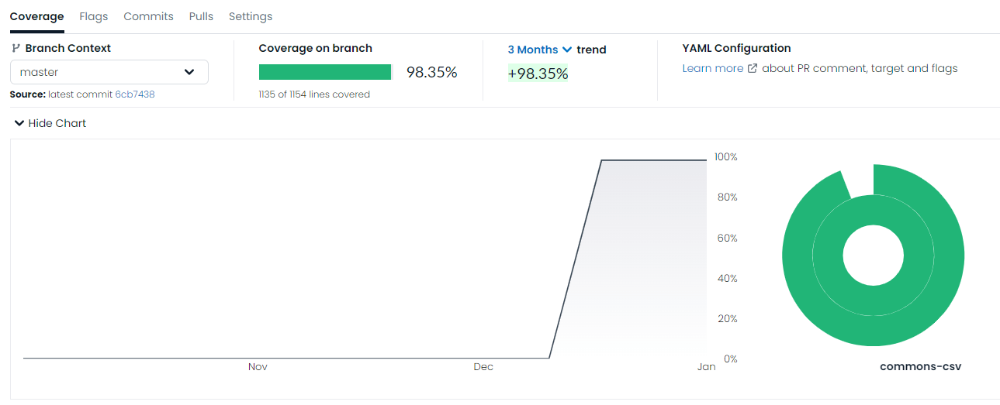 Coverage Flags Commits Pulls Settings
Branch Context
master
Source: latest commit 6cb7438
Coverage on branch
98.35%
1135 of 1154 lines covered
3 Months trend
+98.35%
YAML Configuration
Learn more about PR comment, target and flags
Hide Chart
100%
80%
60%
40%
20%
0%
Nov Dec Jan
commons-csv